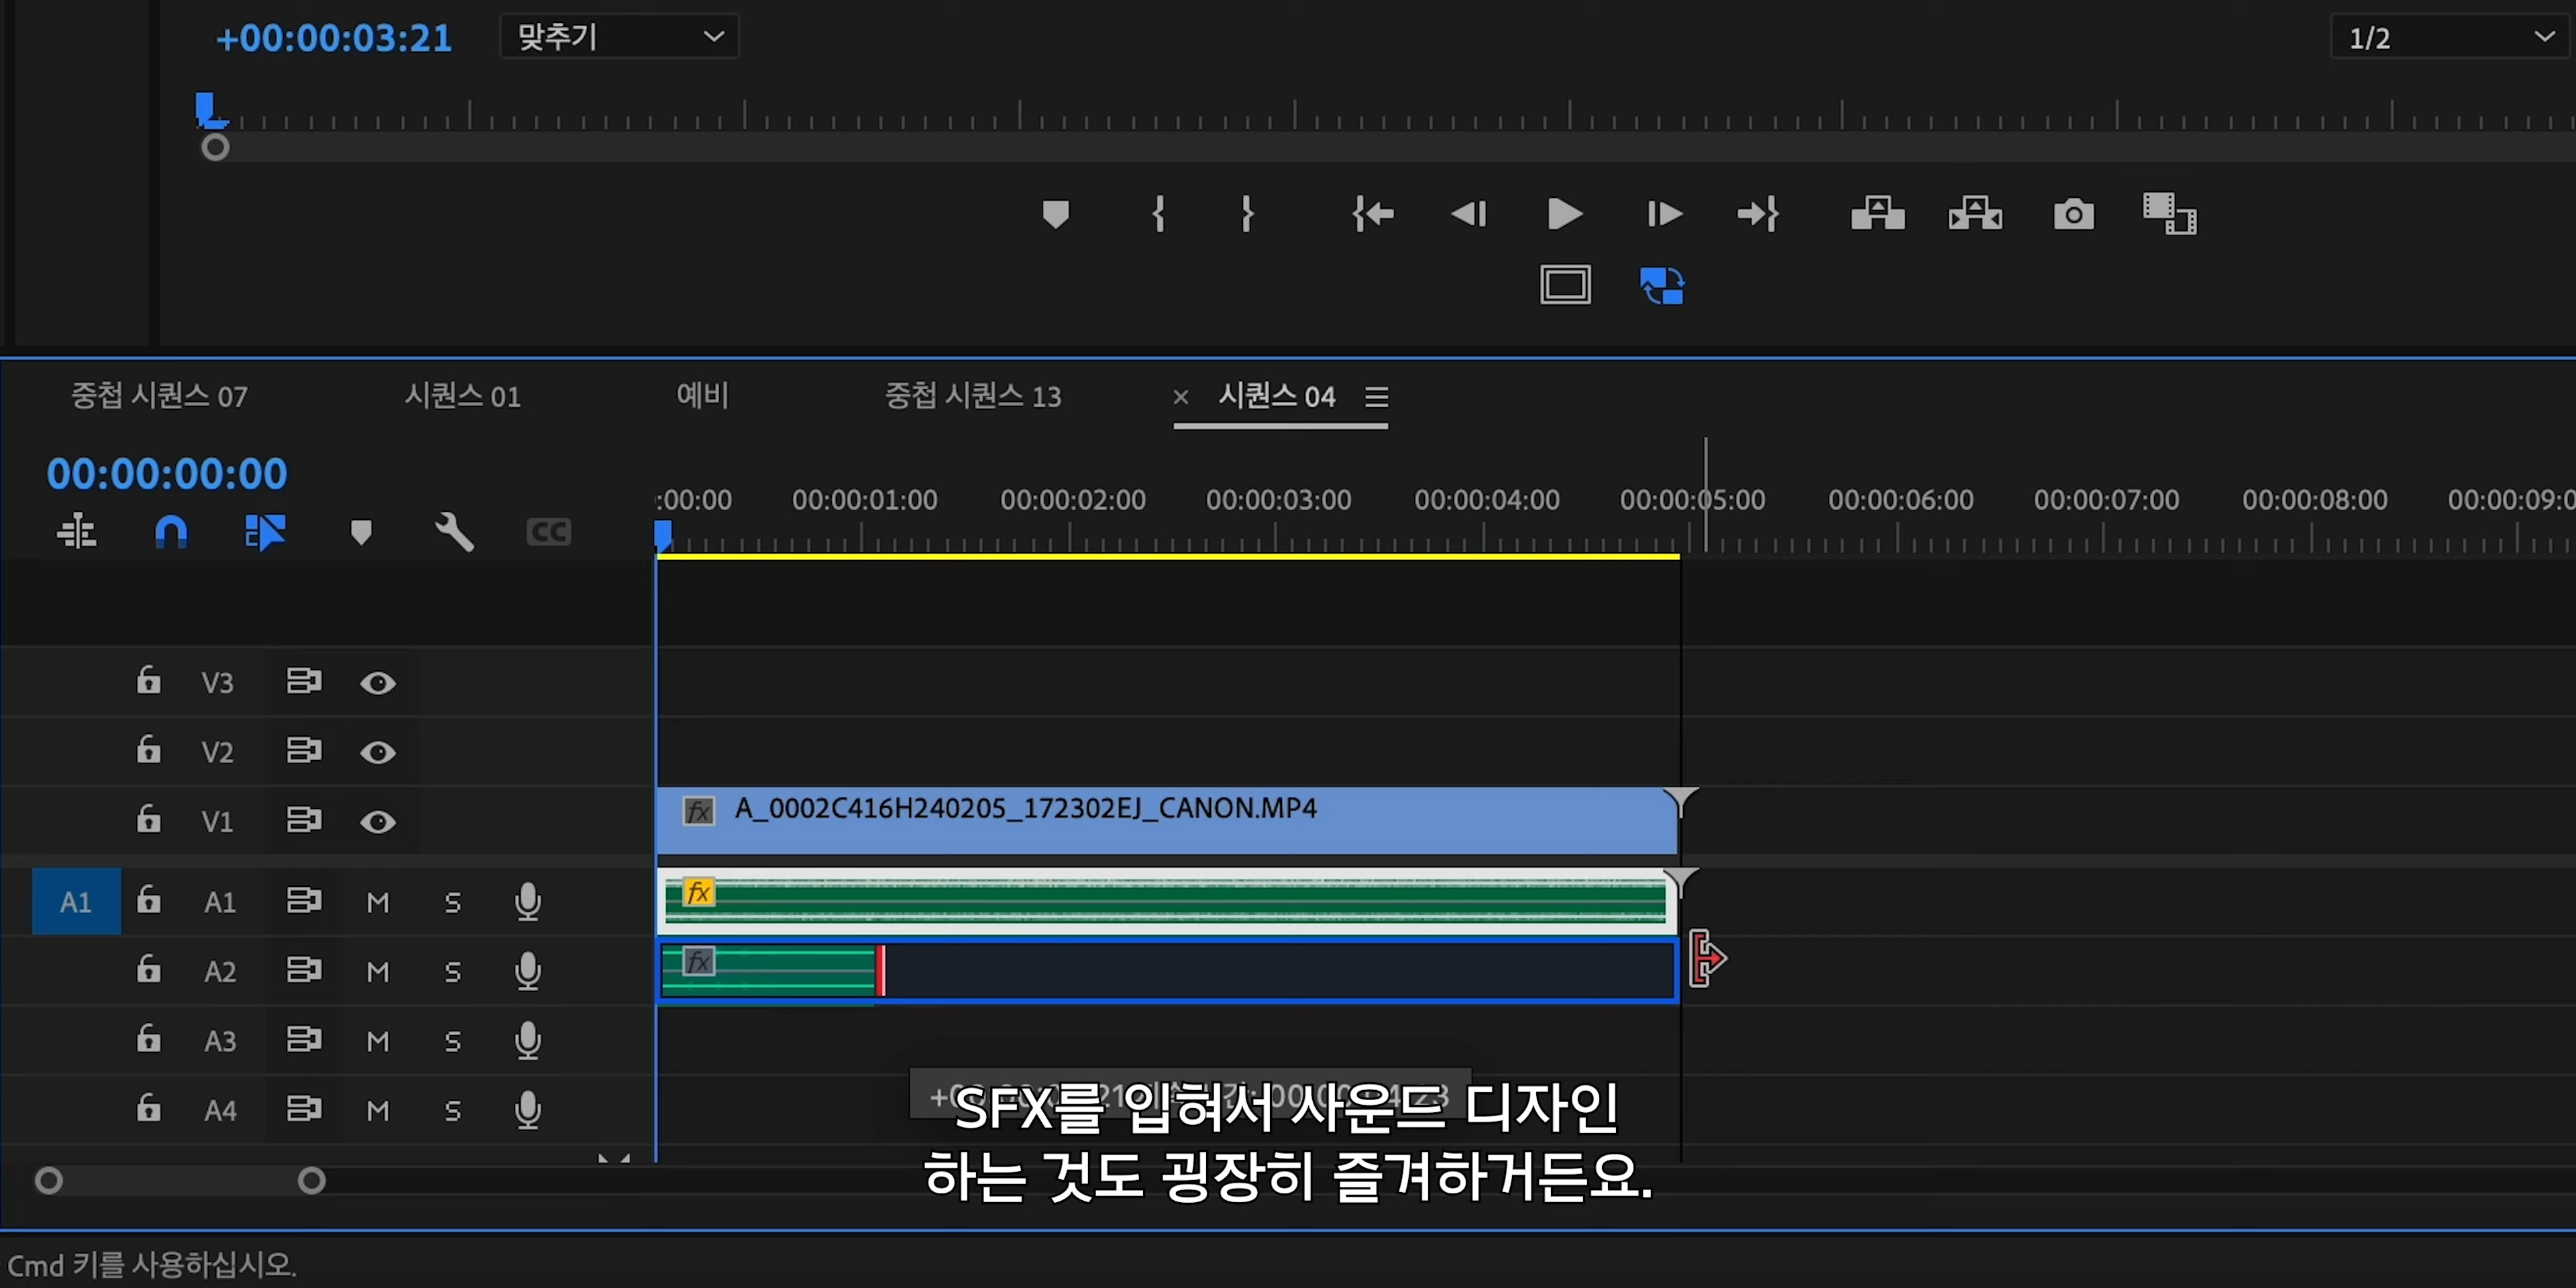 +00:00:03:21
맞추기
1/2
중첩 시퀀스 07
시퀀스 01
예비
중첩 시퀀스 13
× 시퀀스 04
00:00:00:00
:00:00
00:00:01:00
00:00:02:00
00:00:03:00
00:00:04:00
00:00:05:00
00:00:06:00
00:00:07:00
00:00:08:00
00:00:09:0
CC
V3
V2
V1
fx A_0002C416H240205_172302EJ_CANON.MP4
A1 A1 M S fx
A2 M S fx
A3 M S
A4 M S
SFX를 입혀서 사운드 디자인
하는 것도 굉장히 즐겨하거든요.
Cmd 키를 사용하십시오.